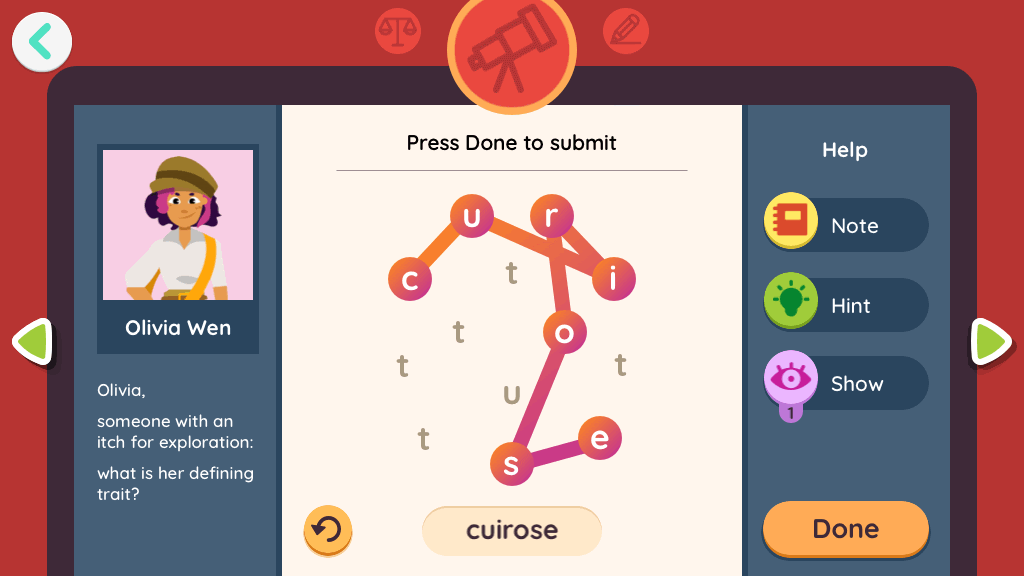 Press Done to submit
Olivia Wen
Olivia,
someone with an
itch for exploration:
what is her defining
trait?
u r
t
c i
t o
t t
u
t e
s
cuirose
Help
Note
Hint
Show
1
Done